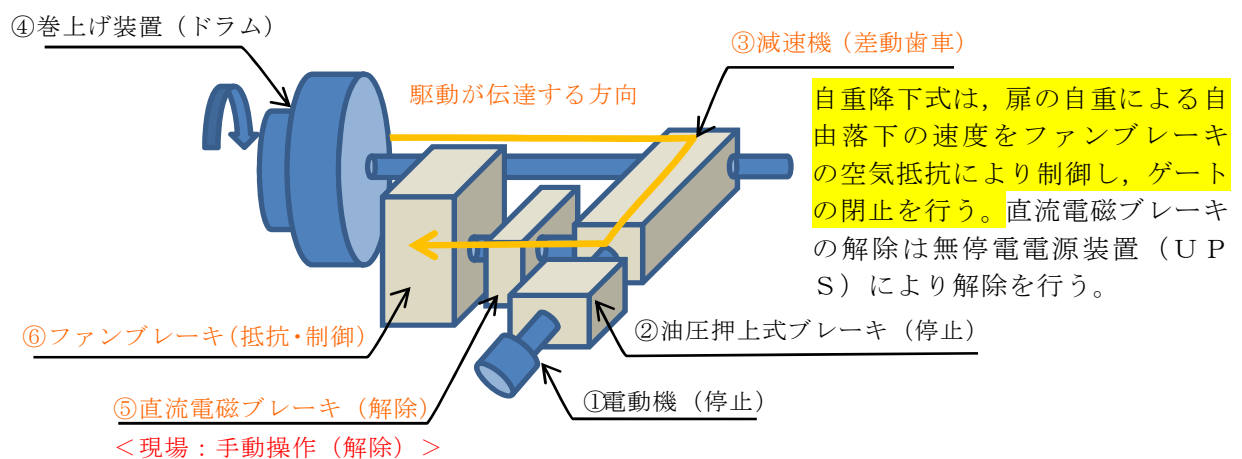 ④巻上げ装置（ドラム）
③減速機（差動歯車）
駆動が伝達する方向
自重降下式は，扉の自重による自
由落下の速度をファンブレーキ
の空気抵抗により制御し，ゲート
の閉止を行う。直流電磁ブレーキ
の解除は無停電電源装置（ＵＰ
Ｓ）により解除を行う。
⑥ファンブレーキ（抵抗・制御）
②油圧押上式ブレーキ（停止）
⑤直流電磁ブレーキ（解除）
①電動機（停止）
＜現場：手動操作（解除）＞